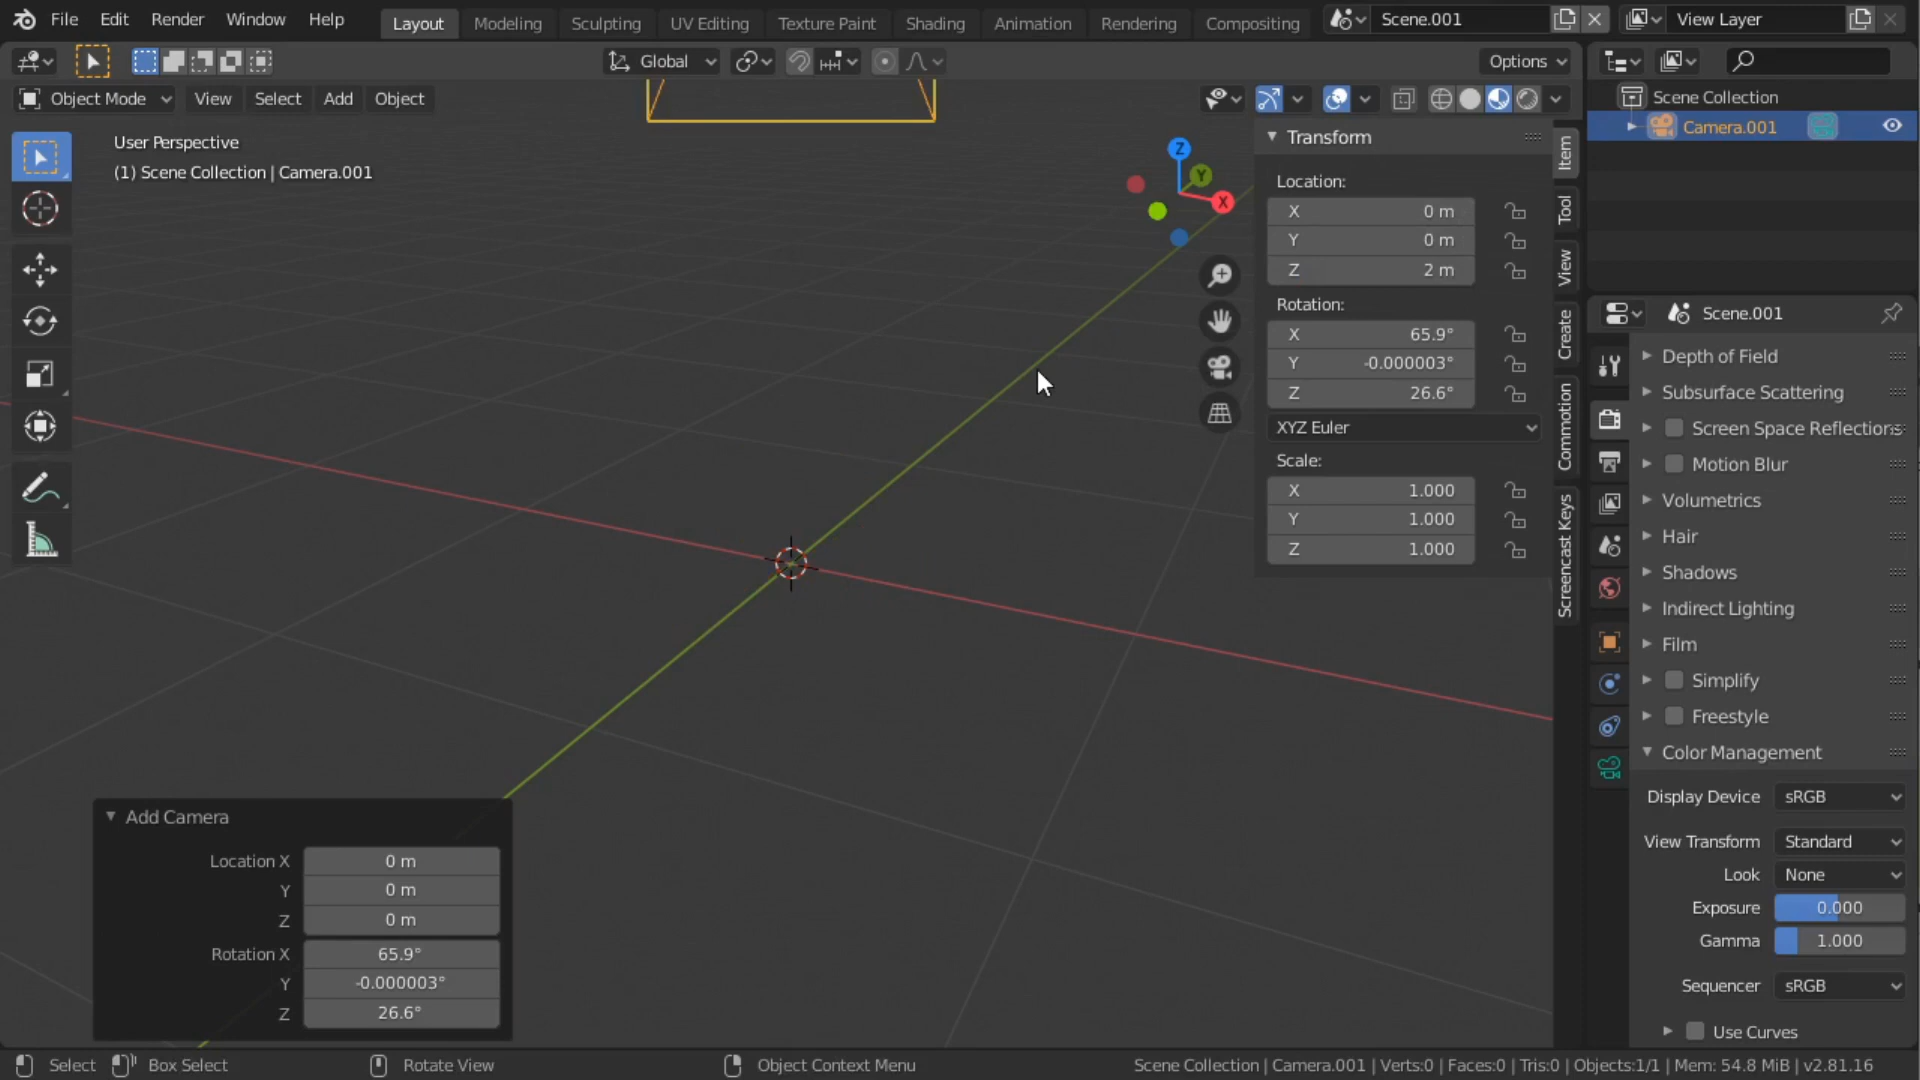 File Edit Render Window Help
Layout Modeling Sculpting UV Editing Texture Paint Shading Animation Rendering Compositing
Scene.001
View Layer
Global
Options
Object Mode View Select Add Object
User Perspective
(1) Scene Collection | Camera.001
Z
Y
X
Transform
Location:
X 0 m
Y 0 m
Z 2 m
Rotation:
X 65.9°
Y -0.000003°
Z 26.6°
XYZ Euler
Scale:
X 1.000
Y 1.000
Z 1.000
Item
Tool
View
Create
Commotion
Screencast Keys
Scene Collection
Camera.001
Scene.001
Depth of Field
Subsurface Scattering
Screen Space Reflections
Motion Blur
Volumetrics
Hair
Shadows
Indirect Lighting
Film
Simplify
Freestyle
Color Management
Display Device sRGB
View Transform Standard
Look None
Exposure 0.000
Gamma 1.000
Sequencer sRGB
Use Curves
Add Camera
Location X 0 m
Y 0 m
Z 0 m
Rotation X 65.9°
Y -0.000003°
Z 26.6°
Select Box Select Rotate View Object Context Menu
Scene Collection | Camera.001 | Verts:0 | Faces:0 | Tris:0 | Objects:1/1 | Mem: 54.8 MiB | v2.81.16